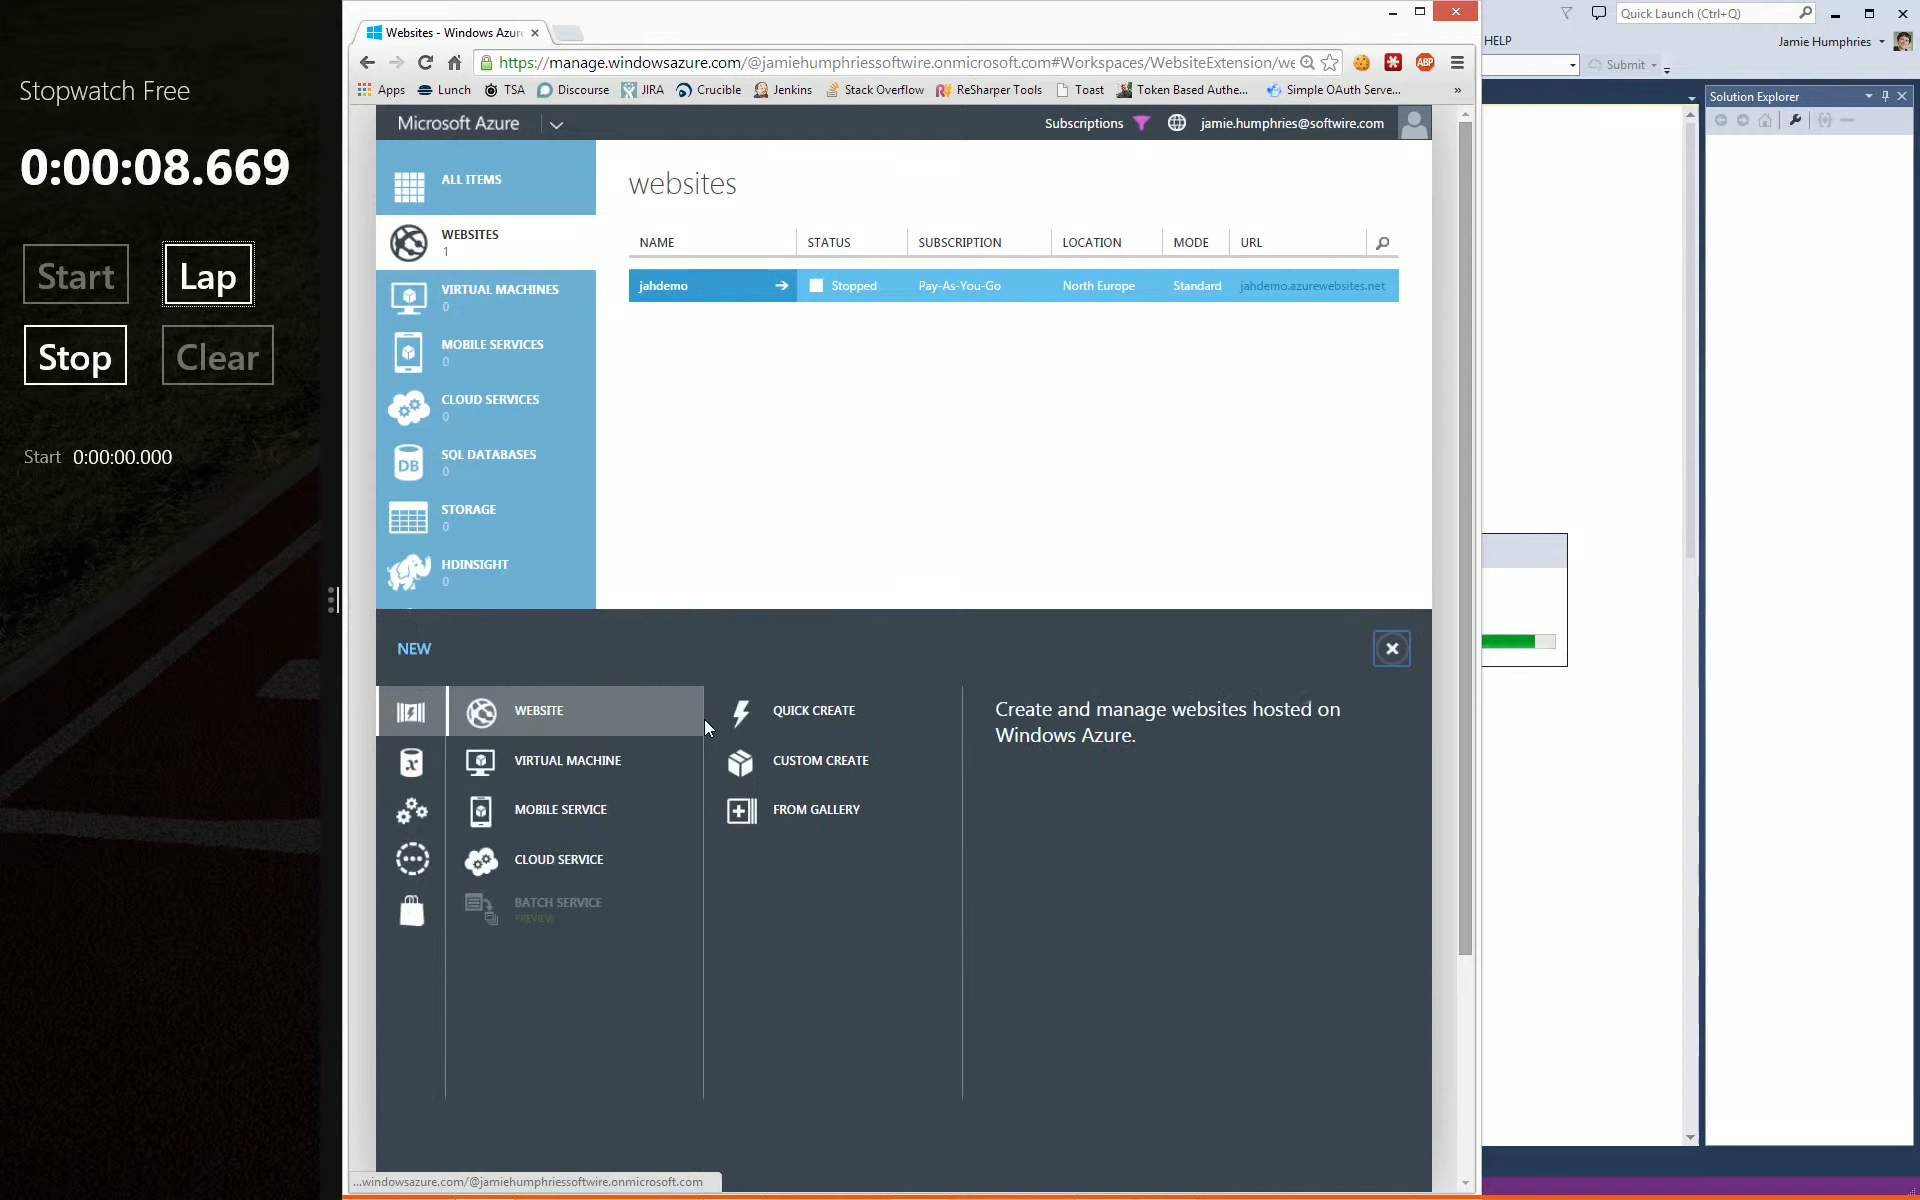 Stopwatch Free
0:00:08.669
Start
Lap
Stop
Clear
Start 0:00:00.000
Websites - Windows Azur
https://manage.windowsazure.com/@jamiehumphriessoftwire.onmicrosoft.com#Workspaces/WebsiteExtension/we
ABP
Apps Lunch TSA Discourse JIRA Crucible Jenkins Stack Overflow ReSharper Tools Toast Token Based Authe... Simple OAuth Serve... »
Microsoft Azure
Subscriptions
jamie.humphries@softwire.com
ALL ITEMS
WEBSITES
1
VIRTUAL MACHINES
0
MOBILE SERVICES
0
CLOUD SERVICES
0
DB
SQL DATABASES
0
STORAGE
0
HDINSIGHT
0
websites
NAME STATUS SUBSCRIPTION LOCATION MODE URL
jahdemo Stopped Pay-As-You-Go North Europe Standard jahdemo.azurewebsites.net
NEW
WEBSITE
VIRTUAL MACHINE
MOBILE SERVICE
CLOUD SERVICE
BATCH SERVICE
PREVIEW
QUICK CREATE
CUSTOM CREATE
FROM GALLERY
Create and manage websites hosted on
Windows Azure.
...windowsazure.com/@jamiehumphriessoftwire.onmicrosoft.com
Quick Launch (Ctrl+Q)
HELP
Jamie Humphries
Submit
Solution Explorer